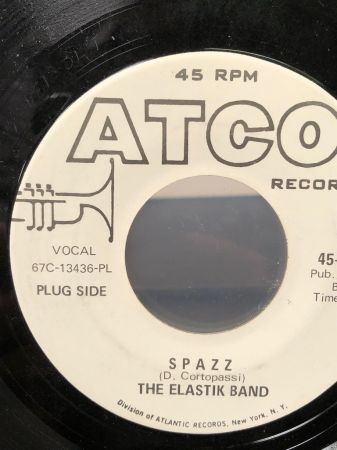 45 RPM
ATCO
RECOR
VOCAL
67C-13436-PL
PLUG SIDE
45-
Pub.
B
Time
SPAZZ
(D. Cortopassi)
THE ELASTIK BAND
Division of ATLANTIC RECORDS, New York, N. Y.